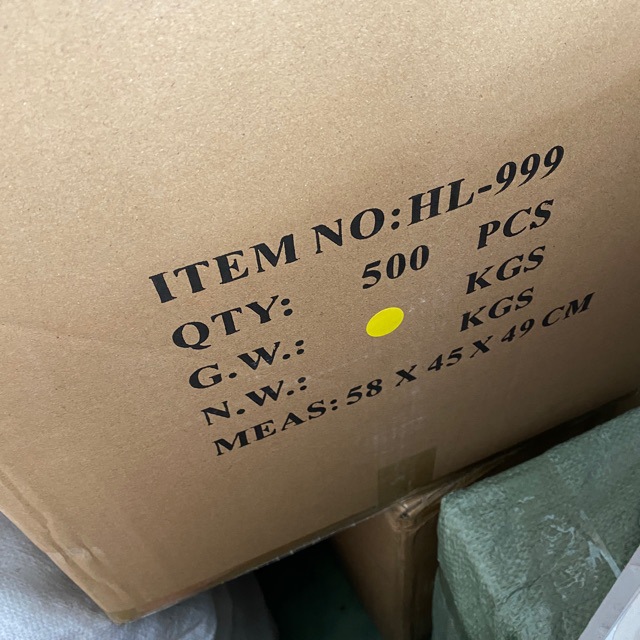 ITEM NO:HL-999
QTY: 500 PCS
G.W.: KGS
N.W.: KGS
MEAS: 58 X 45 X 49 CM